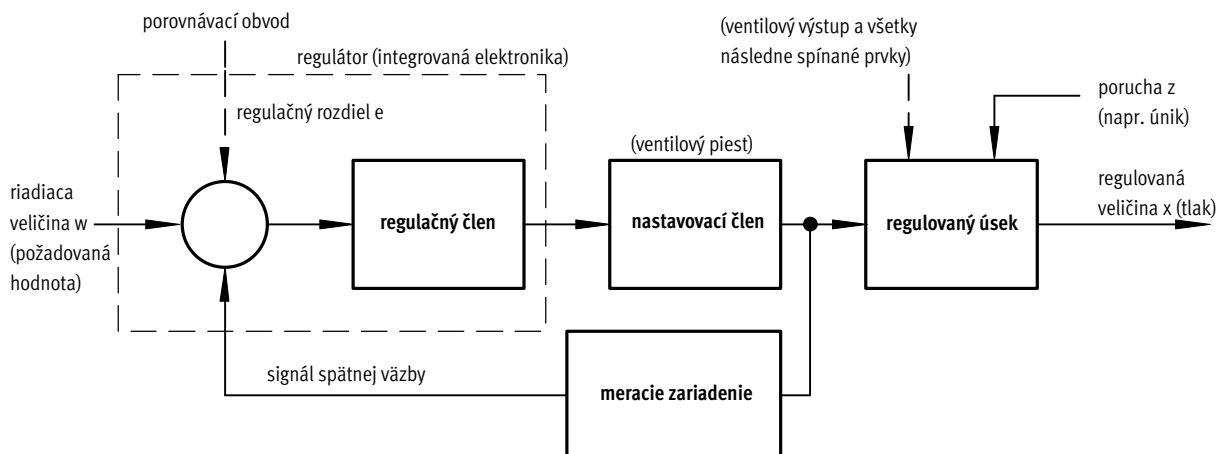 porovnávací obvod
regulátor (integrovaná elektronika)
(ventilový výstup a všetky
následne spínané prvky)
porucha z
(napr. únik)
regulačný rozdiel e
(ventilový piest)
riadiaca
veličina w
(požadovaná
hodnota)
regulačný člen
nastavovací člen
regulovaný úsek
regulovaná
veličina x (tlak)
signál spätnej väzby
meracie zariadenie